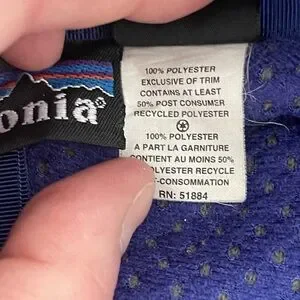 onia®
100% POLYESTER
EXCLUSIVE OF TRIM
CONTAINS AT LEAST
50% POST CONSUMER
RECYCLED POLYESTER
100% POLYESTER
A PART LA GARNITURE
CONTIENT AU MOINS 50%
POLYESTER RECYCLE
T-CONSOMMATION
RN: 51884